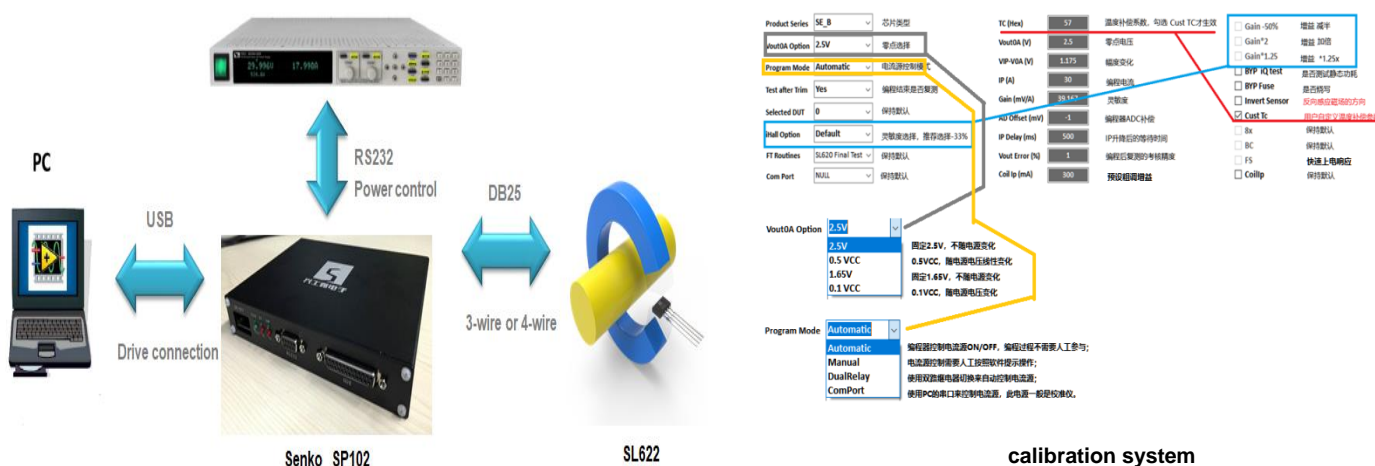 29.996V 17.998A
RS232
Power control
PC
USB
DB25
3-wire or 4-wire
Drive connection
Senko SP102
SL622
Product Series SE_B 芯片类型
Vout0A Option 2.5V 零点选择
Program Mode Automatic 电流源控制模式
Test after Trim Yes 编程结束是否复测
Selected DUT 0 保持默认
iHall Option Default 灵敏度选择，推荐选择-33%
FT Routines SL620 Final Test 保持默认
Com Port NULL 保持默认
TC (Hex) 57 温度补偿系数，勾选 Cust TC才生效
Vout0A (V) 2.5 零点电压
VIP-V0A (V) 1.175 幅度变化
IP (A) 30 编程电流
Gain (mV/A) 39.167 灵敏度
AD Offset (mV) -1 编程器ADC补偿
IP Delay (ms) 500 IP升降后的等待时间
Vout Error (%) 1 编程后复测的考核精度
Coil Ip (mA) 300 预设粗调增益
Gain -50% 增益 减半
Gain*2 增益 加倍
Gain*1.25 增益 *1.25x
BYP iQ test 是否测试静态功耗
BYP Fuse 是否烧写
Invert Sensor 反向感应磁场的方向
Cust Tc 用户自定义温度补偿参
8x 保持默认
BC 保持默认
FS 快速上电响应
CoilIp 保持默认
Vout0A Option 2.5V
2.5V 固定2.5V，不随电源变化
0.5 VCC 0.5VCC，随电源电压线性变化
1.65V 固定1.65V，不随电源变化
0.1 VCC 0.1VCC，随电源电压变化
Program Mode Automatic
Automatic 编程器控制电流源ON/OFF，编程过程不需要人工参与；
Manual 电流源控制需要人工按照软件提示操作；
DualRelay 使用双路继电器切换来自动控制电流源；
ComPort 使用PC的串口来控制电流源，此电源一般是校准仪。
calibration system